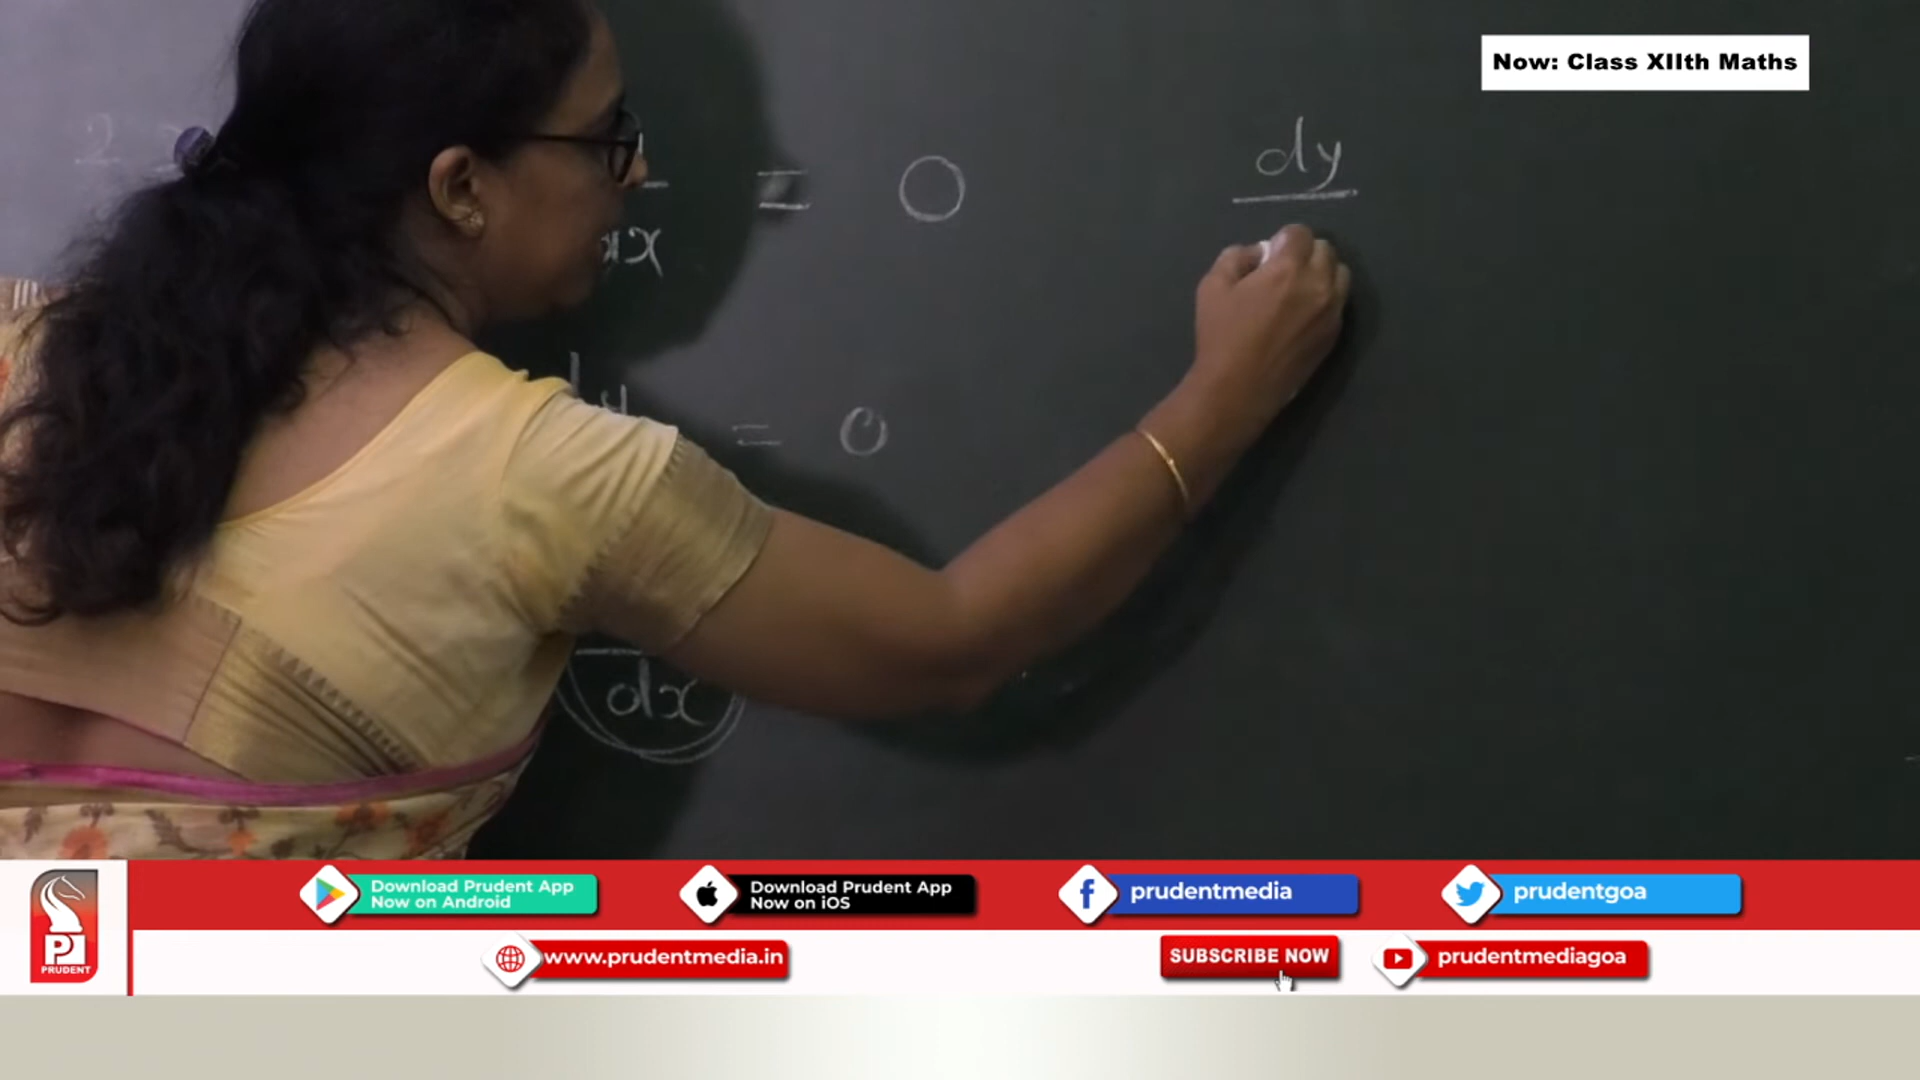 Now: Class XIIth Maths
dy
= 0
dx
y
= 0
dx
Download Prudent App
Now on Android
Download Prudent App
Now on iOS
prudentmedia
prudentgoa
PRUDENT
www.prudentmedia.in
SUBSCRIBE NOW
prudentmediagoa